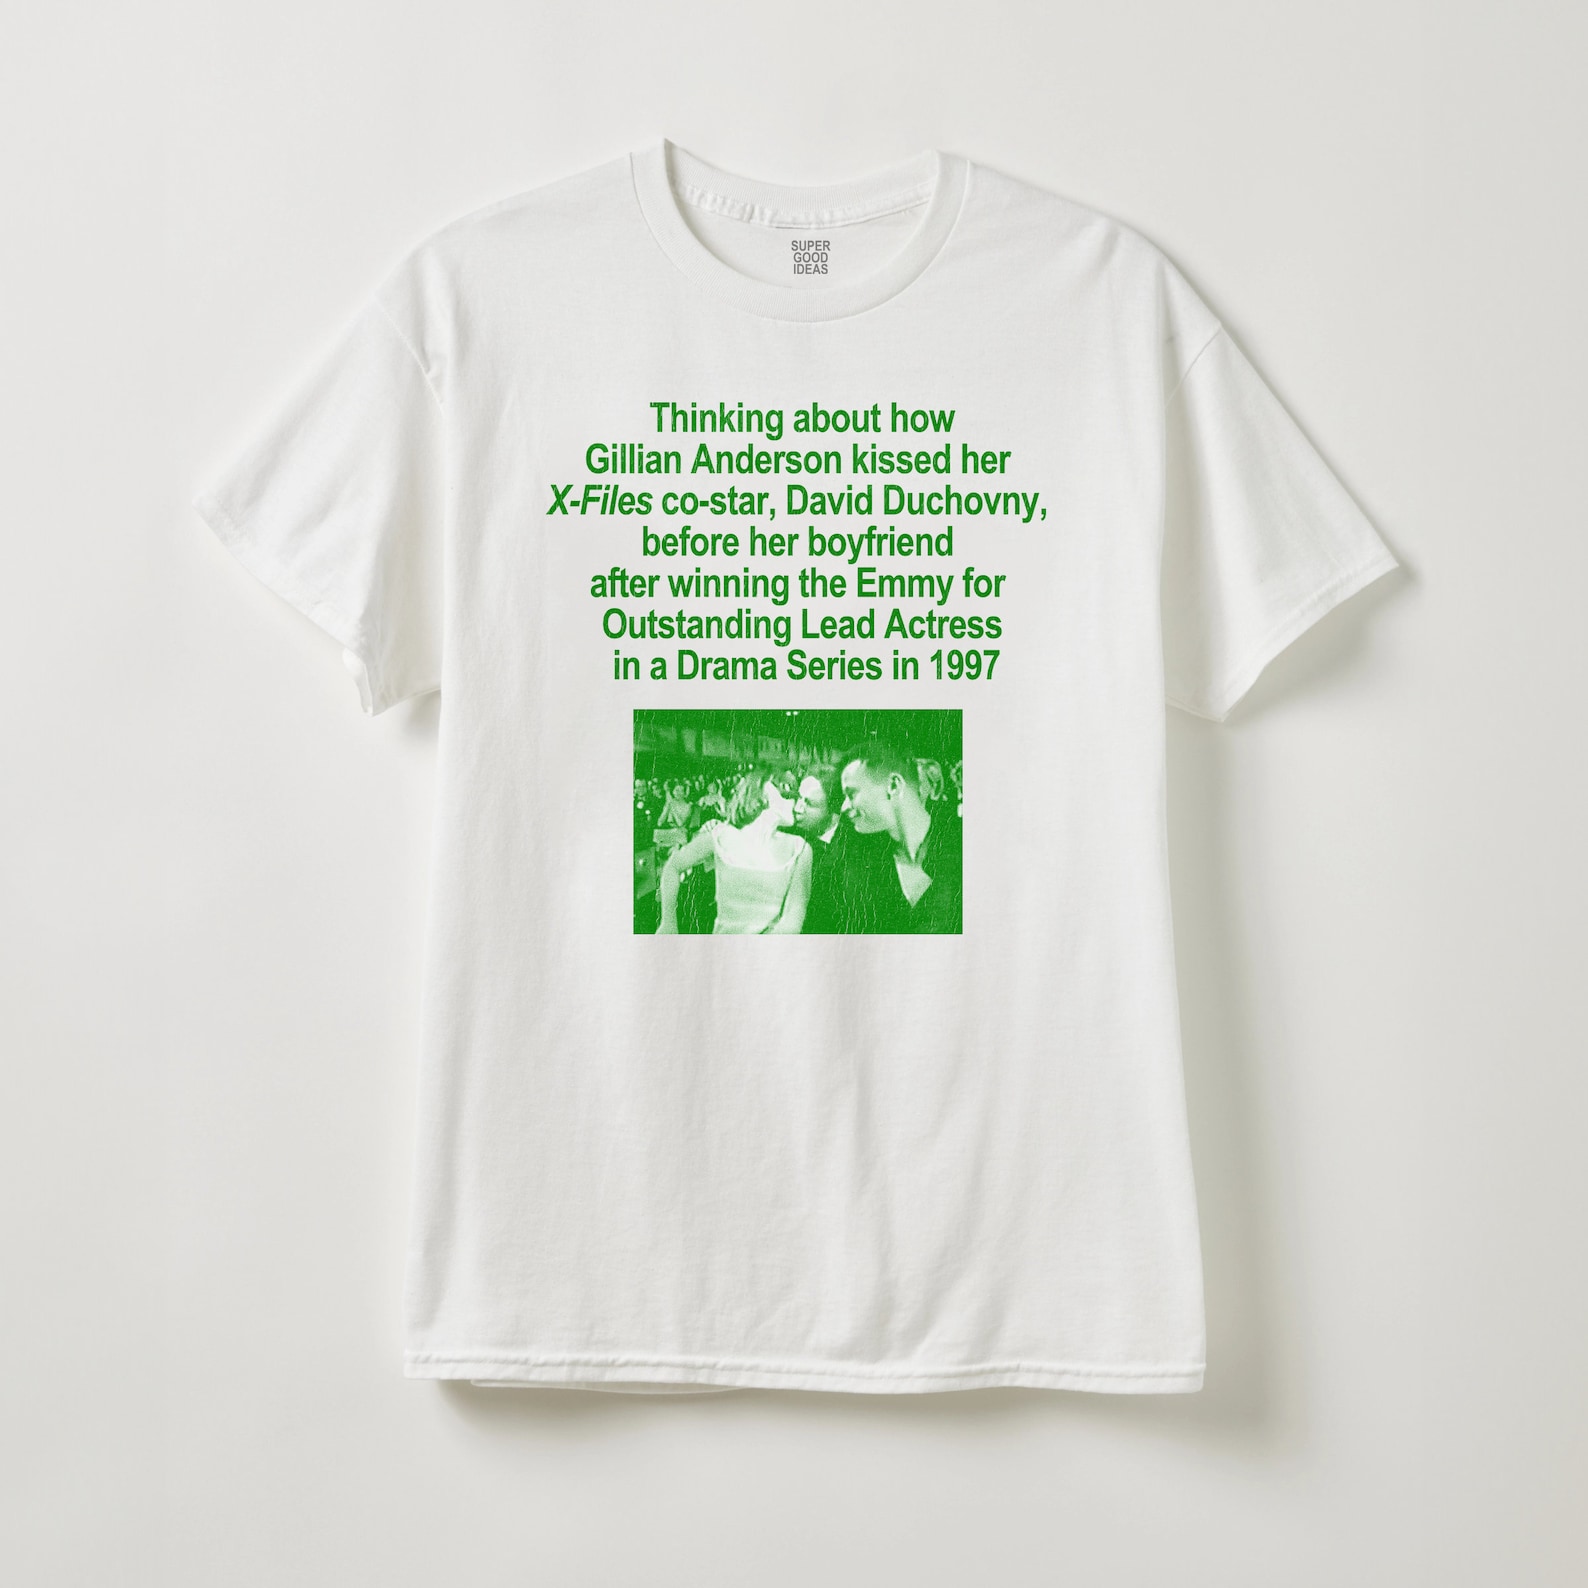 SUPER
GOOD
IDEAS
Thinking about how
Gillian Anderson kissed her
X-Files co-star, David Duchovny,
before her boyfriend
after winning the Emmy for
Outstanding Lead Actress
in a Drama Series in 1997